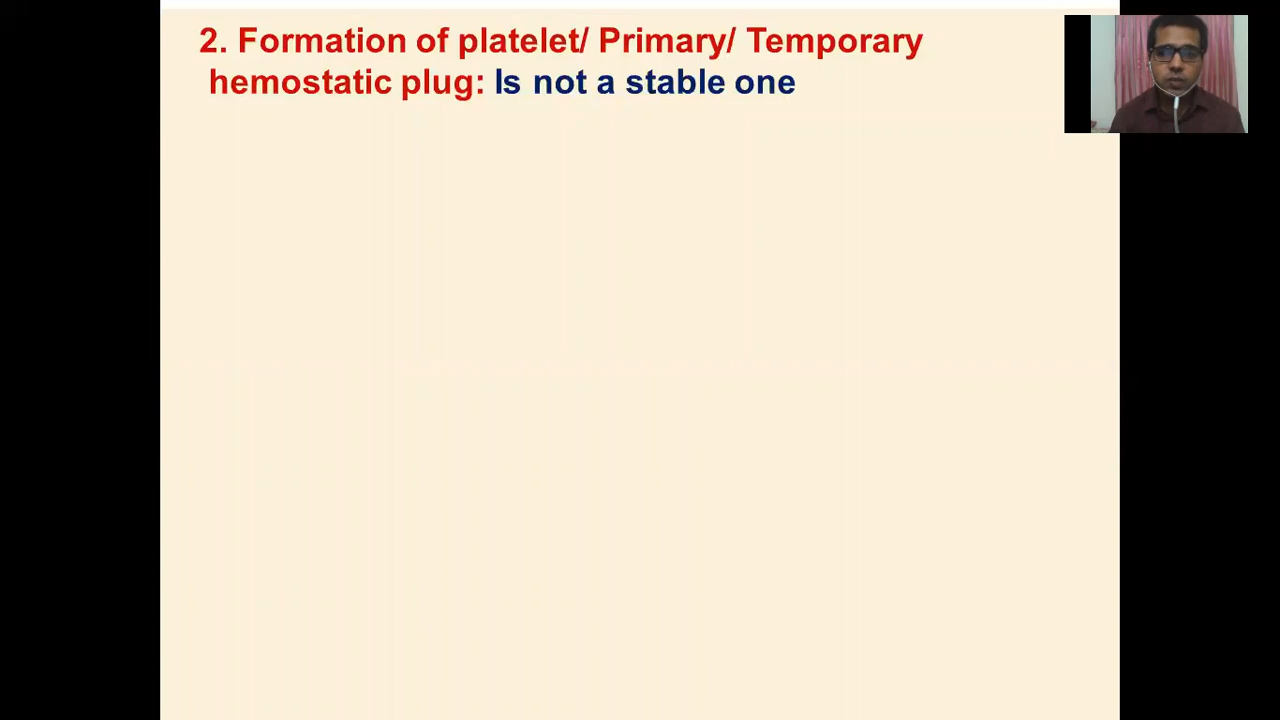 2. Formation of platelet/ Primary/ Temporary
hemostatic plug: Is not a stable one